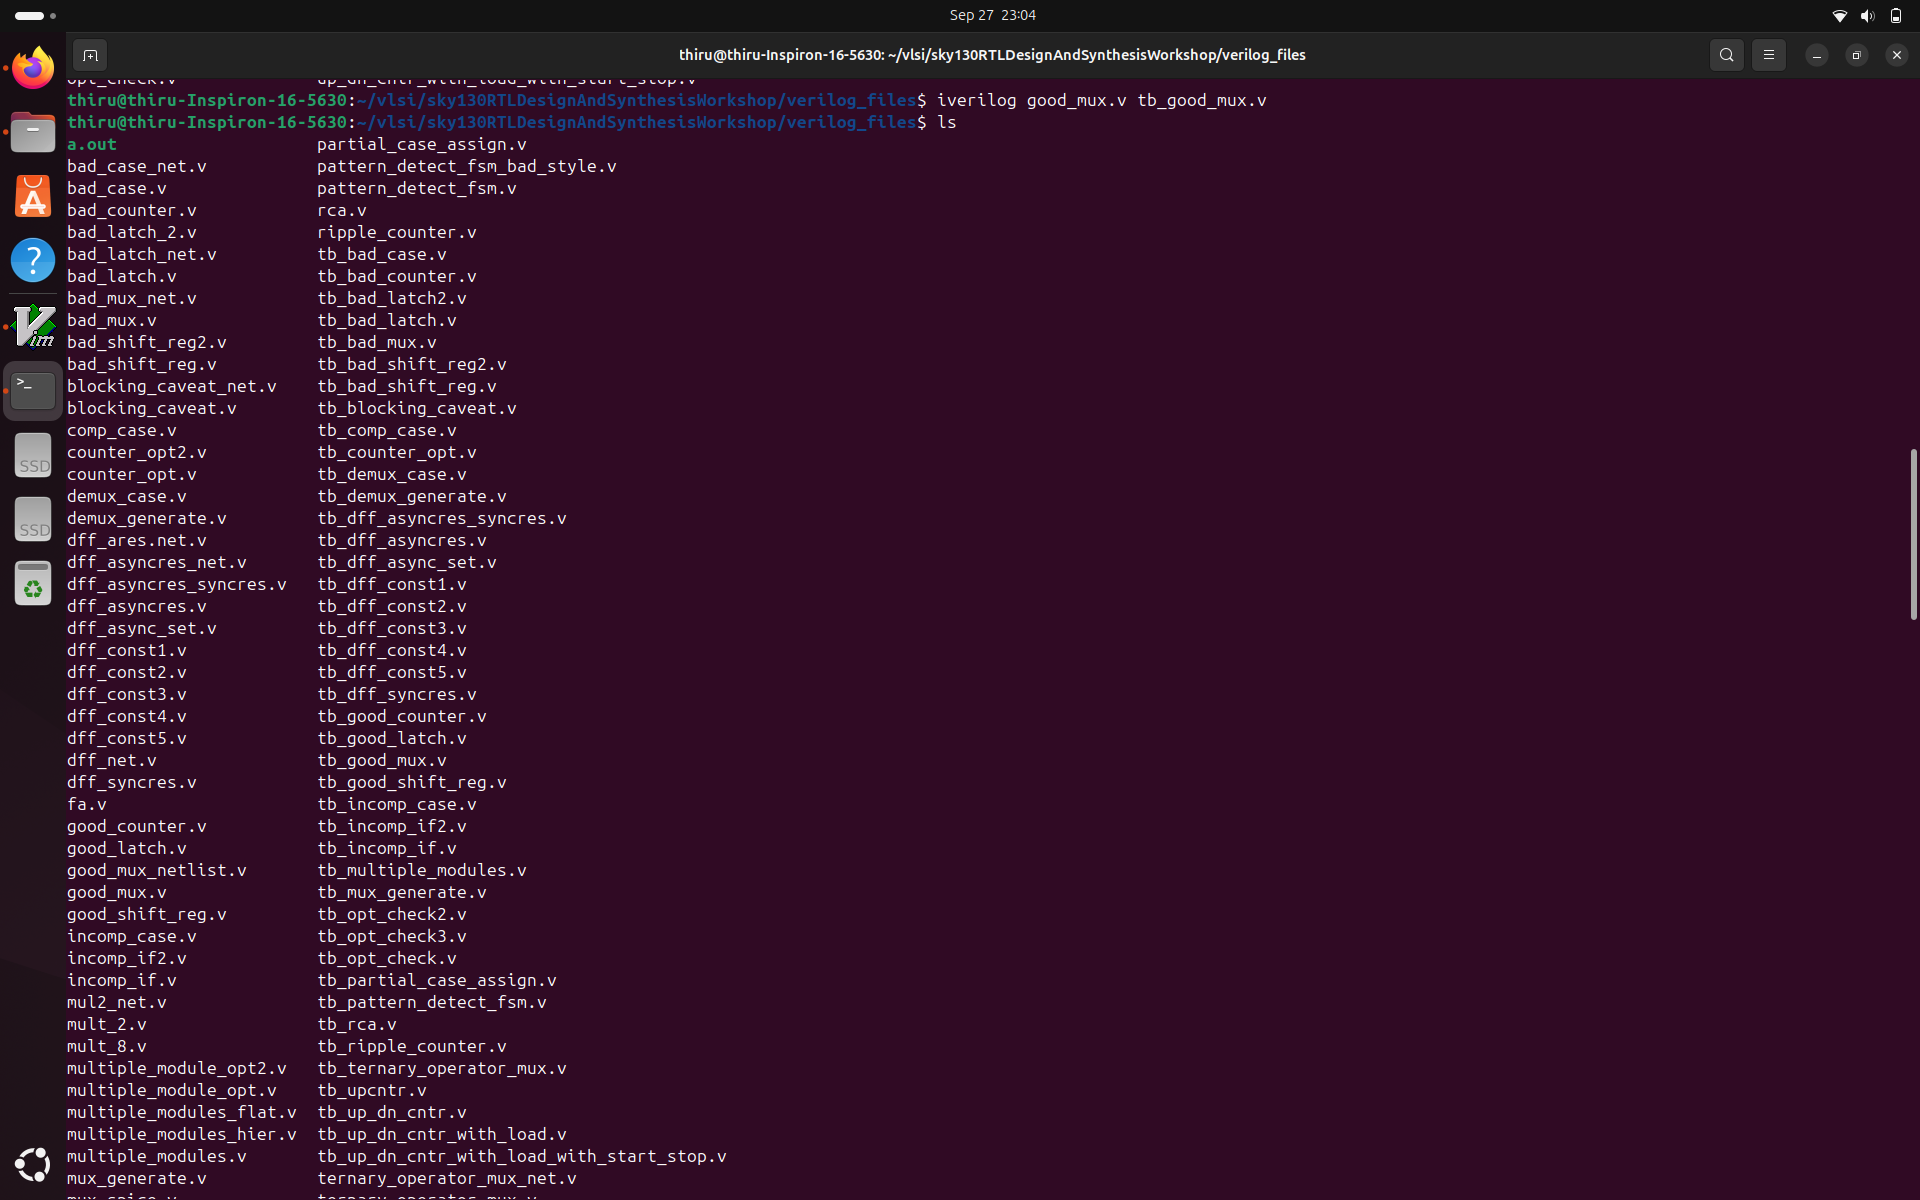 Sep 27 23:04
thiru@thiru-Inspiron-16-5630: ~/vlsi/sky130RTLDesignAndSynthesisWorkshop/verilog_files
opt_check.v up_dn_cntr_with_load_with_start_stop.v
thiru@thiru-Inspiron-16-5630:~/vlsi/sky130RTLDesignAndSynthesisWorkshop/verilog_files$ iverilog good_mux.v tb_good_mux.v
thiru@thiru-Inspiron-16-5630:~/vlsi/sky130RTLDesignAndSynthesisWorkshop/verilog_files$ ls
a.out partial_case_assign.v
bad_case_net.v pattern_detect_fsm_bad_style.v
bad_case.v pattern_detect_fsm.v
bad_counter.v rca.v
bad_latch_2.v ripple_counter.v
bad_latch_net.v tb_bad_case.v
bad_latch.v tb_bad_counter.v
bad_mux_net.v tb_bad_latch2.v
bad_mux.v tb_bad_latch.v
bad_shift_reg2.v tb_bad_mux.v
bad_shift_reg.v tb_bad_shift_reg2.v
blocking_caveat_net.v tb_bad_shift_reg.v
blocking_caveat.v tb_blocking_caveat.v
comp_case.v tb_comp_case.v
counter_opt2.v tb_counter_opt.v
counter_opt.v tb_demux_case.v
demux_case.v tb_demux_generate.v
demux_generate.v tb_dff_asyncres_syncres.v
dff_ares.net.v tb_dff_asyncres.v
dff_asyncres_net.v tb_dff_async_set.v
dff_asyncres_syncres.v tb_dff_const1.v
dff_asyncres.v tb_dff_const2.v
dff_async_set.v tb_dff_const3.v
dff_const1.v tb_dff_const4.v
dff_const2.v tb_dff_const5.v
dff_const3.v tb_dff_syncres.v
dff_const4.v tb_good_counter.v
dff_const5.v tb_good_latch.v
dff_net.v tb_good_mux.v
dff_syncres.v tb_good_shift_reg.v
fa.v tb_incomp_case.v
good_counter.v tb_incomp_if2.v
good_latch.v tb_incomp_if.v
good_mux_netlist.v tb_multiple_modules.v
good_mux.v tb_mux_generate.v
good_shift_reg.v tb_opt_check2.v
incomp_case.v tb_opt_check3.v
incomp_if2.v tb_opt_check.v
incomp_if.v tb_partial_case_assign.v
mul2_net.v tb_pattern_detect_fsm.v
mult_2.v tb_rca.v
mult_8.v tb_ripple_counter.v
multiple_module_opt2.v tb_ternary_operator_mux.v
multiple_module_opt.v tb_upcntr.v
multiple_modules_flat.v tb_up_dn_cntr.v
multiple_modules_hier.v tb_up_dn_cntr_with_load.v
multiple_modules.v tb_up_dn_cntr_with_load_with_start_stop.v
mux_generate.v ternary_operator_mux_net.v
mux_spice.v ternary_operator_mux.v
Vim
>_
SSD
SSD